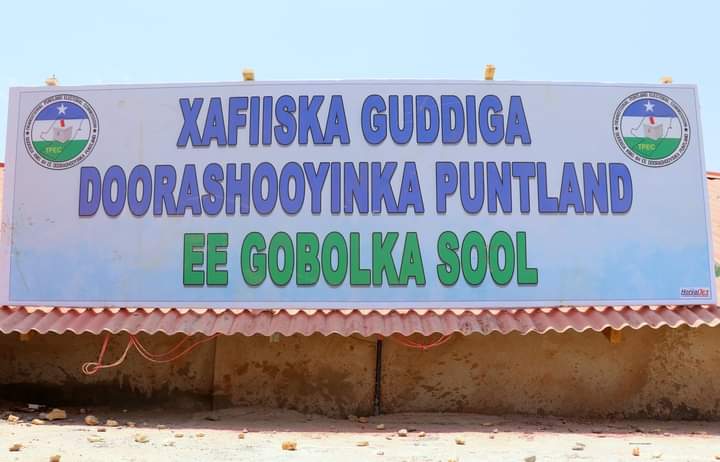 XAFIISKA GUDDIGA
DOORASHOOYINKA PUNTLAND
EE GOBOLKA SOOL
TPEC
TPEC